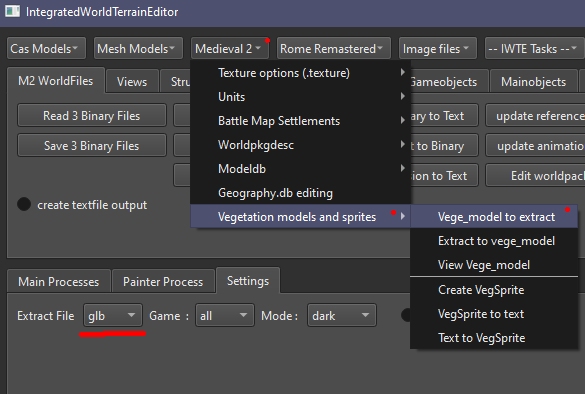 IntegratedWorldTerrainEditor
Cas Models Mesh Models Medieval 2 Rome Remastered Image files -- IWTE Tasks --
M2 WorldFiles Views Stru Gameobjects Mainobjects
Texture options (.texture)
Units
Battle Map Settlements
Worldpkgdesc
Modeldb
Geography.db editing
Vegetation models and sprites
Read 3 Binary Files ary to Text update reference
Save 3 Binary Files t to Binary update animation
sion to Text Edit worldpac
create textfile output
Vege_model to extract
Extract to vege_model
View Vege_model
Create VegSprite
VegSprite to text
Text to VegSprite
Main Processes Painter Process Settings
Extract File glb Game : all Mode : dark